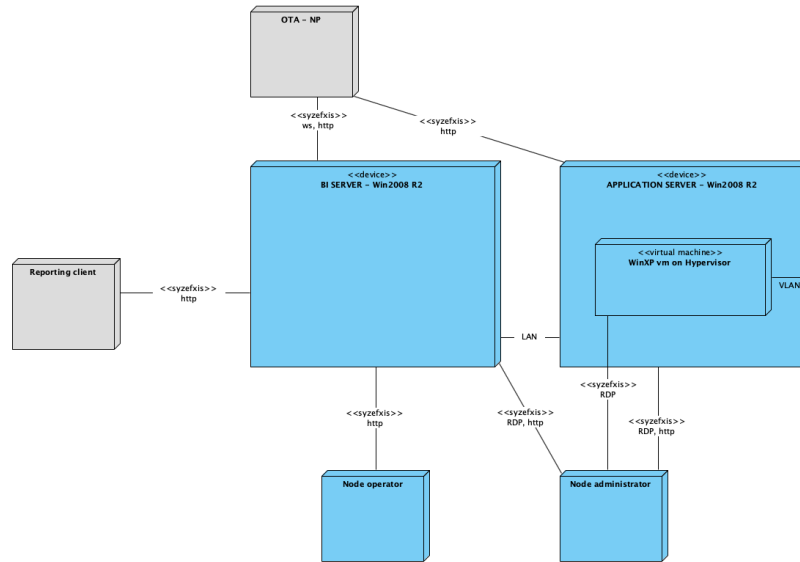 OTA – NP
<<syzefxis>>
ws, http
<<syzefxis>>
http
<<device>>
BI SERVER – Win2008 R2
<<device>>
APPLICATION SERVER – Win2008 R2
<<virtual machine>>
WinXP vm on Hypervisor
VLAN
Reporting client
<<syzefxis>>
http
LAN
<<syzefxis>>
RDP
<<syzefxis>>
http
<<syzefxis>>
RDP, http
<<syzefxis>>
RDP, http
Node operator
Node administrator